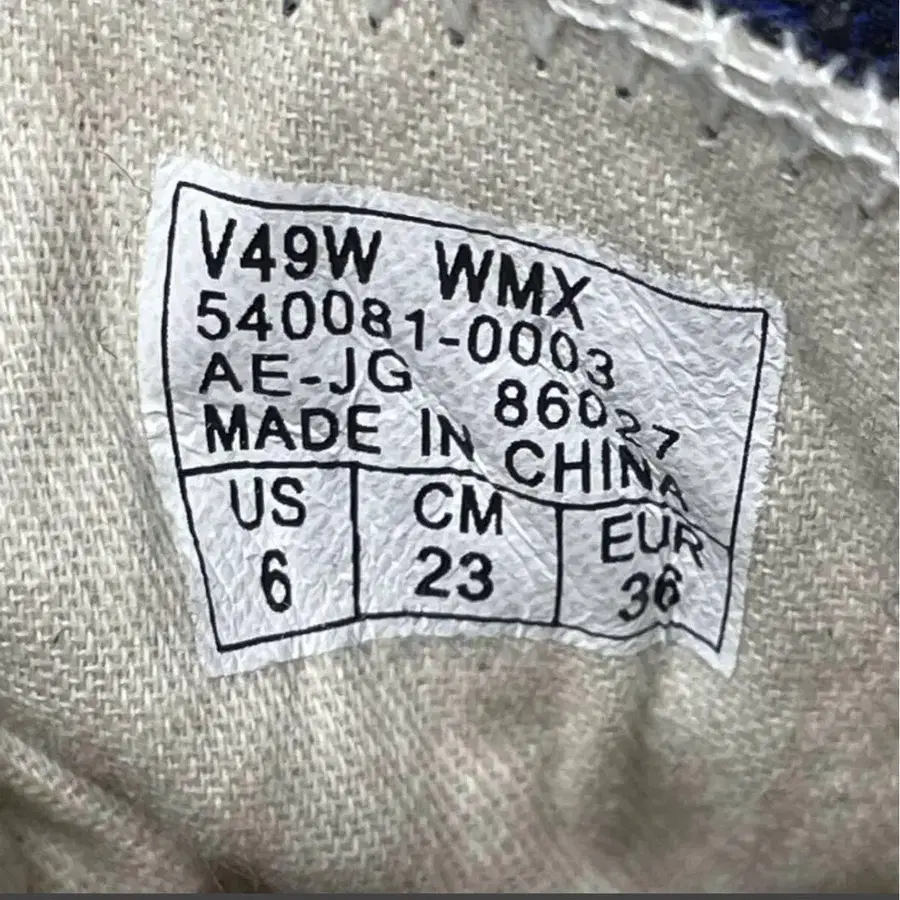 V49W WMX
540081-0003
AE-JG 86027
MADE IN CHINA
US CM EUR
6 23 36